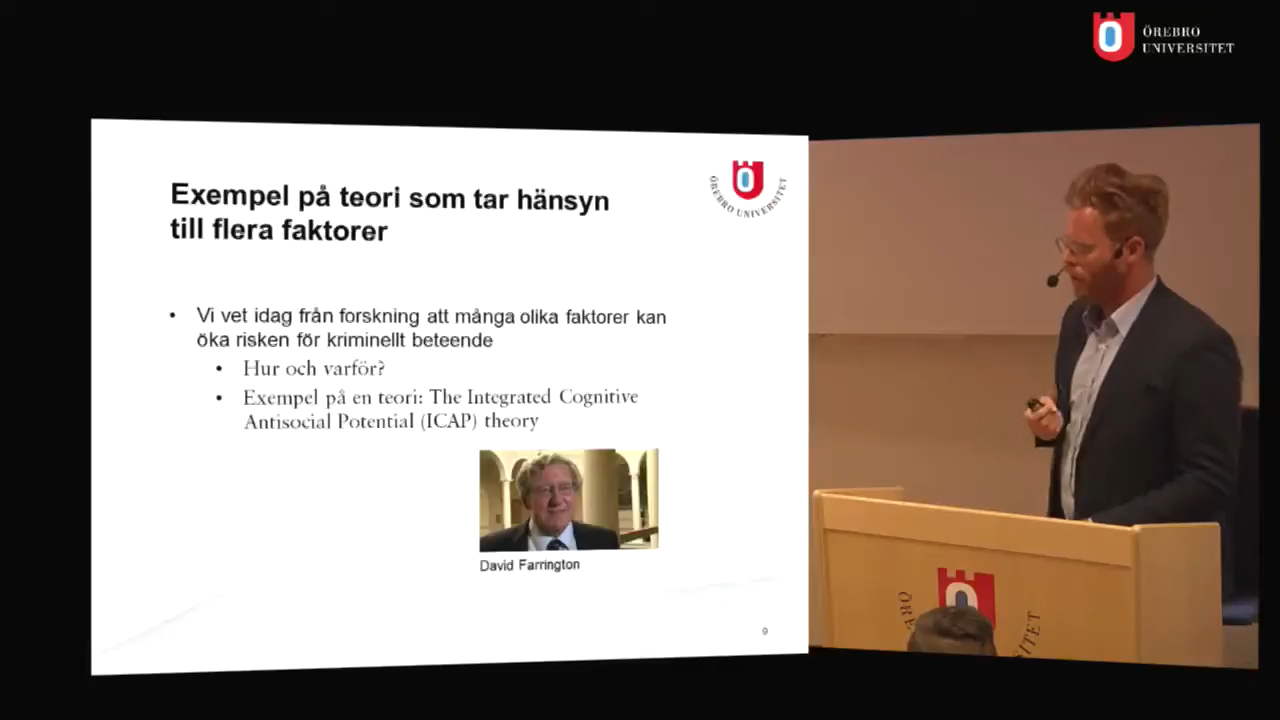 ÖREBRO
UNIVERSITET
Exempel på teori som tar hänsyn
till flera faktorer
ÖREBRO UNIVERSITET
• Vi vet idag från forskning att många olika faktorer kan
öka risken för kriminellt beteende
• Hur och varför?
• Exempel på en teori: The Integrated Cognitive
Antisocial Potential (ICAP) theory
David Farrington
9